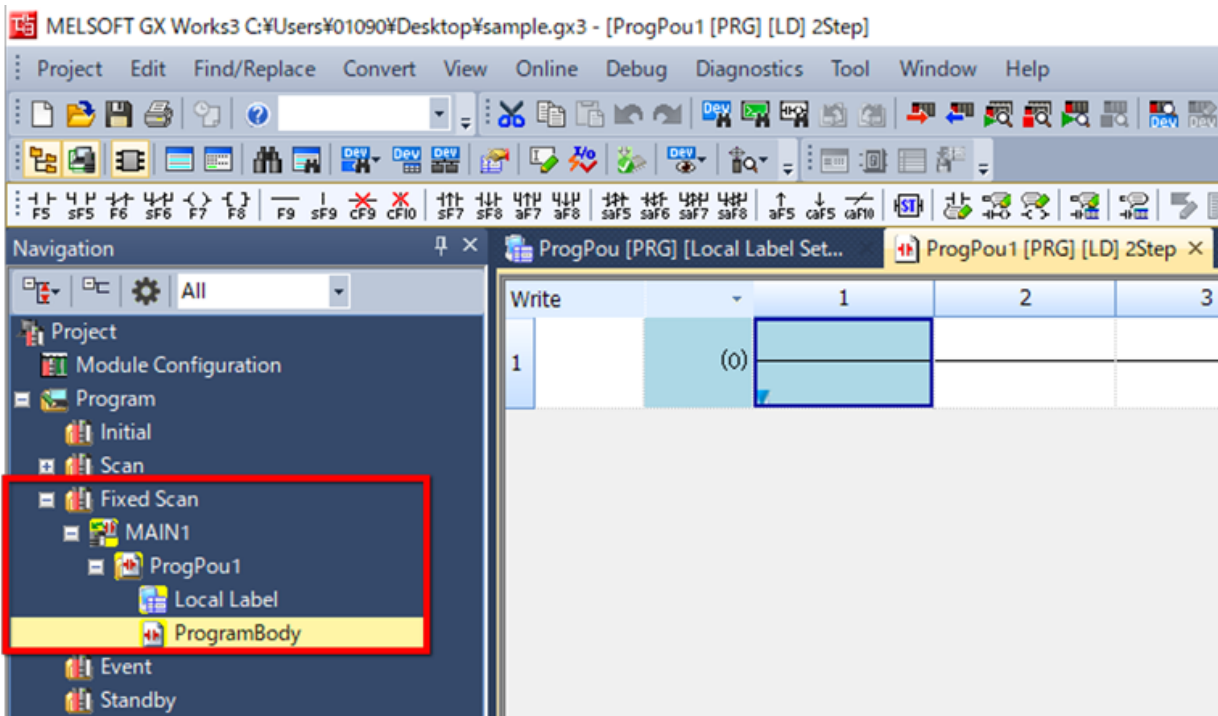 MELSOFT GX Works3 C:¥Users¥01090¥Desktop¥sample.gx3 - [ProgPou1 [PRG] [LD] 2Step]
Project Edit Find/Replace Convert View Online Debug Diagnostics Tool Window Help
F5 sF5 F6 sF6 F7 F8 F9 sF9 cF9 cF10 sF7 sF8 aF7 aF8 saF5 saF6 saF7 saF8 aF5 caF5 caF10
Navigation
ProgPou [PRG] [Local Label Set...
ProgPou1 [PRG] [LD] 2Step
All
Write 1 2 3
1 (0)
Project
Module Configuration
Program
Initial
Scan
Fixed Scan
MAIN1
ProgPou1
Local Label
ProgramBody
Event
Standby